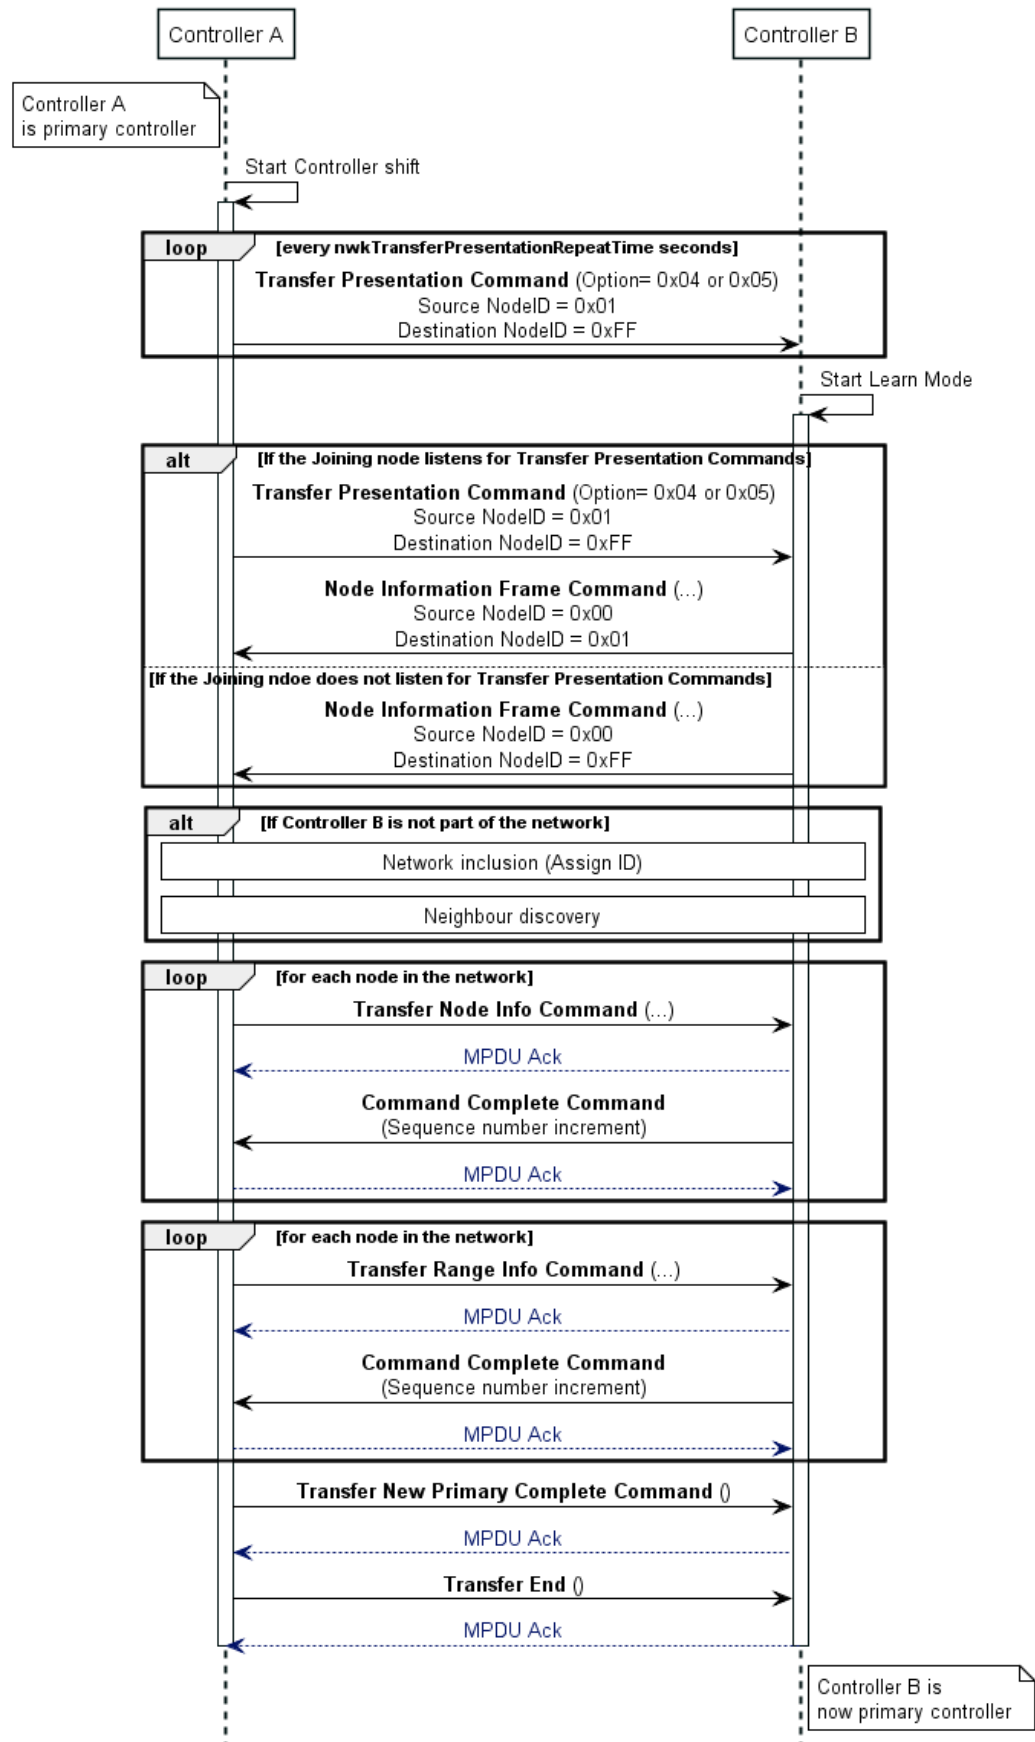 Controller A
Controller B
Controller A
is primary controller
Start Controller shift
loop
[every nwkTransferPresentationRepeatTime seconds]
Transfer Presentation Command (Option= 0x04 or 0x05)
Source NodeID = 0x01
Destination NodeID = 0xFF
Start Learn Mode
alt
[If the Joining node listens for Transfer Presentation Commands]
Transfer Presentation Command (Option= 0x04 or 0x05)
Source NodeID = 0x01
Destination NodeID = 0xFF
Node Information Frame Command (...)
Source NodeID = 0x00
Destination NodeID = 0x01
[If the Joining ndoe does not listen for Transfer Presentation Commands]
Node Information Frame Command (...)
Source NodeID = 0x00
Destination NodeID = 0xFF
alt
[If Controller B is not part of the network]
Network inclusion (Assign ID)
Neighbour discovery
loop
[for each node in the network]
Transfer Node Info Command (...)
MPDU Ack
Command Complete Command
(Sequence number increment)
MPDU Ack
loop
[for each node in the network]
Transfer Range Info Command (...)
MPDU Ack
Command Complete Command
(Sequence number increment)
MPDU Ack
Transfer New Primary Complete Command ()
MPDU Ack
Transfer End ()
MPDU Ack
Controller B is
now primary controller